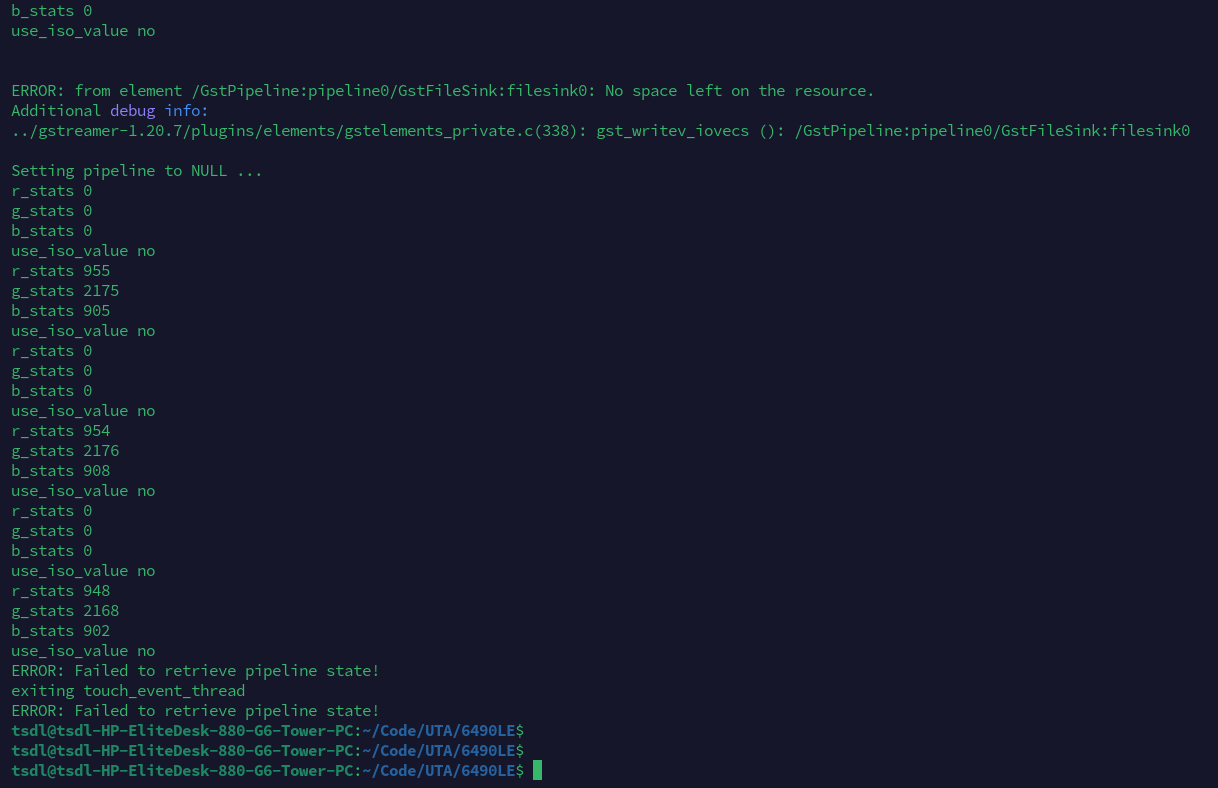 b_stats 0
use_iso_value no
ERROR: from element /GstPipeline:pipeline0/GstFileSink:filesink0: No space left on the resource.
Additional debug info:
../gstreamer-1.20.7/plugins/elements/gstelements_private.c(338): gst_writev_iovecs (): /GstPipeline:pipeline0/GstFileSink:filesink0
Setting pipeline to NULL ...
r_stats 0
g_stats 0
b_stats 0
use_iso_value no
r_stats 955
g_stats 2175
b_stats 905
use_iso_value no
r_stats 0
g_stats 0
b_stats 0
use_iso_value no
r_stats 954
g_stats 2176
b_stats 908
use_iso_value no
r_stats 0
g_stats 0
b_stats 0
use_iso_value no
r_stats 948
g_stats 2168
b_stats 902
use_iso_value no
ERROR: Failed to retrieve pipeline state!
exiting touch_event_thread
ERROR: Failed to retrieve pipeline state!
tsdl@tsdl-HP-EliteDesk-880-G6-Tower-PC:~/Code/UTA/6490LE$
tsdl@tsdl-HP-EliteDesk-880-G6-Tower-PC:~/Code/UTA/6490LE$
tsdl@tsdl-HP-EliteDesk-880-G6-Tower-PC:~/Code/UTA/6490LE$